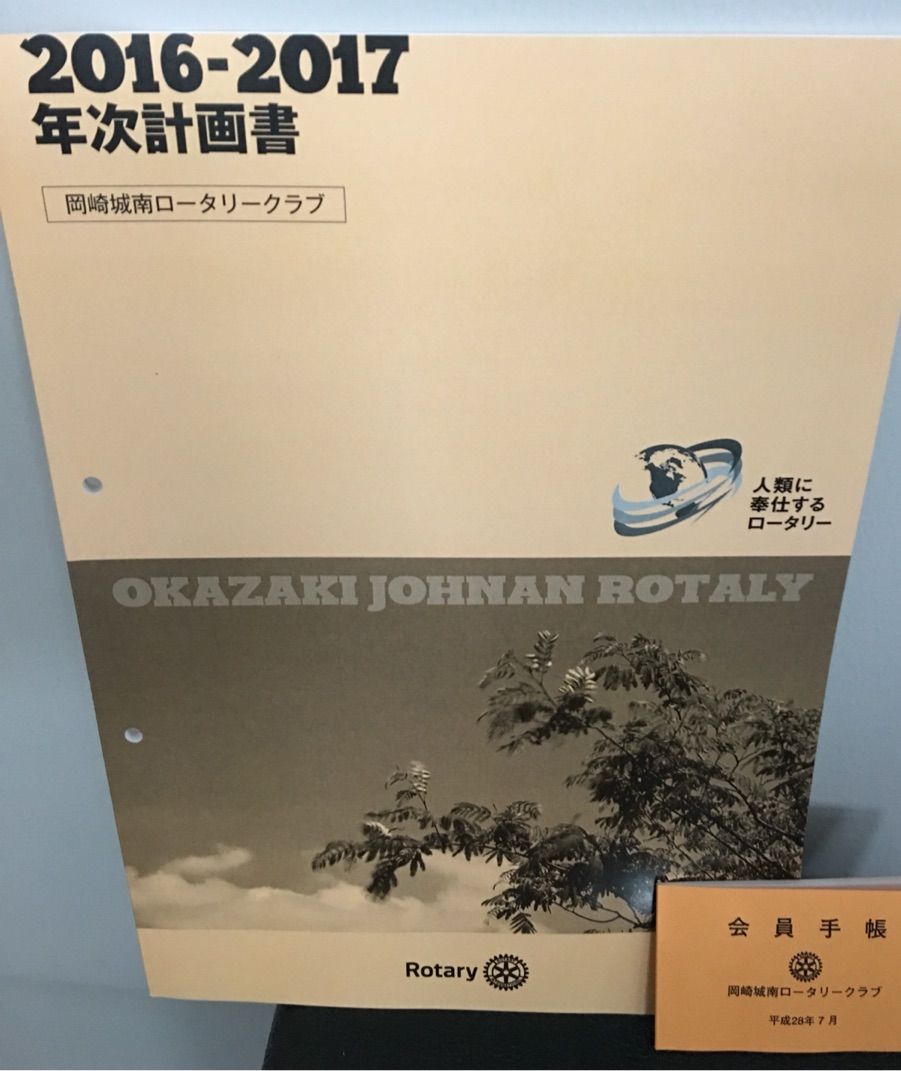 2016-2017
年次計画書
岡崎城南ロータリークラブ
人類に
奉仕する
ロータリー
OKAZAKI JOHNAN ROTALY
Rotary
会員手帳
岡崎城南ロータリークラブ
平成28年7月